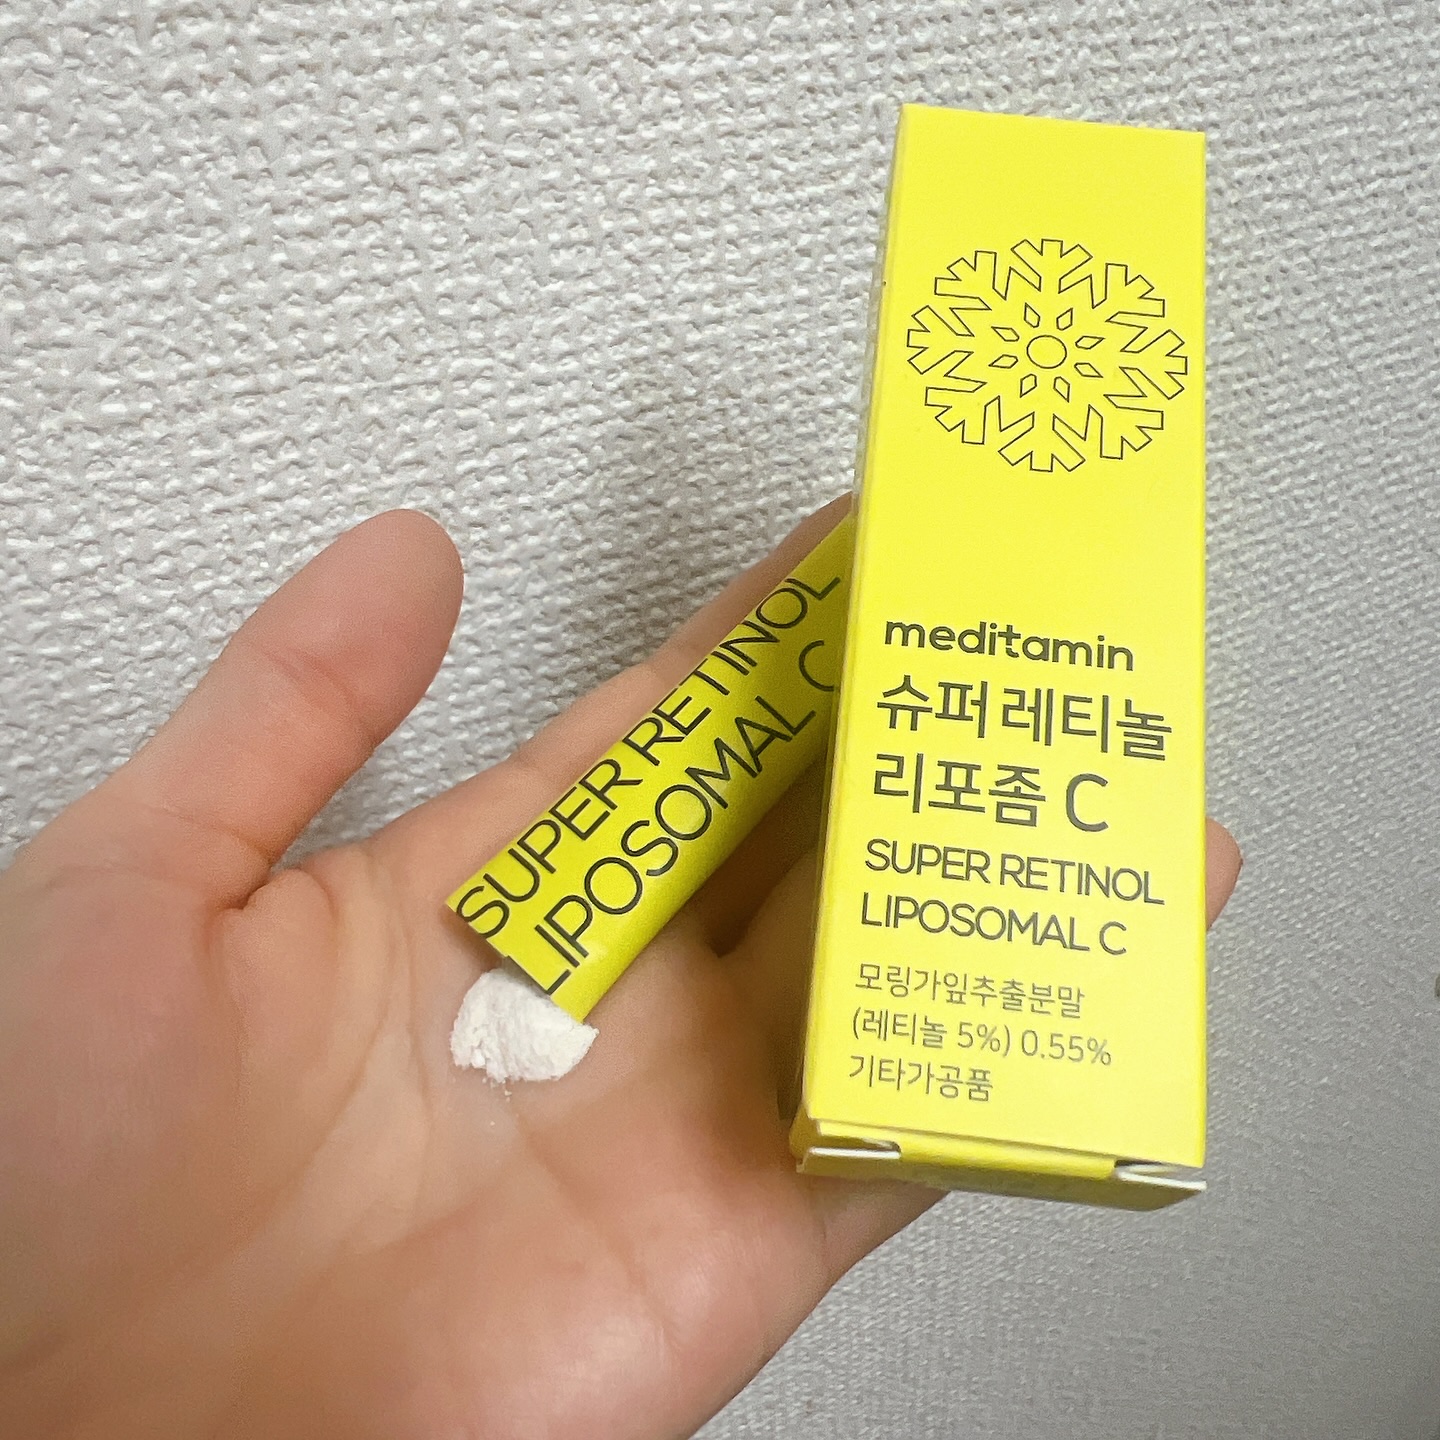 SUPER RETINOL
LIPOSOMAL C
meditamin
슈퍼 레티놀
리포좀 C
SUPER RETINOL
LIPOSOMAL C
모링가잎추출분말
(레티놀 5%) 0.55%
기타가공품